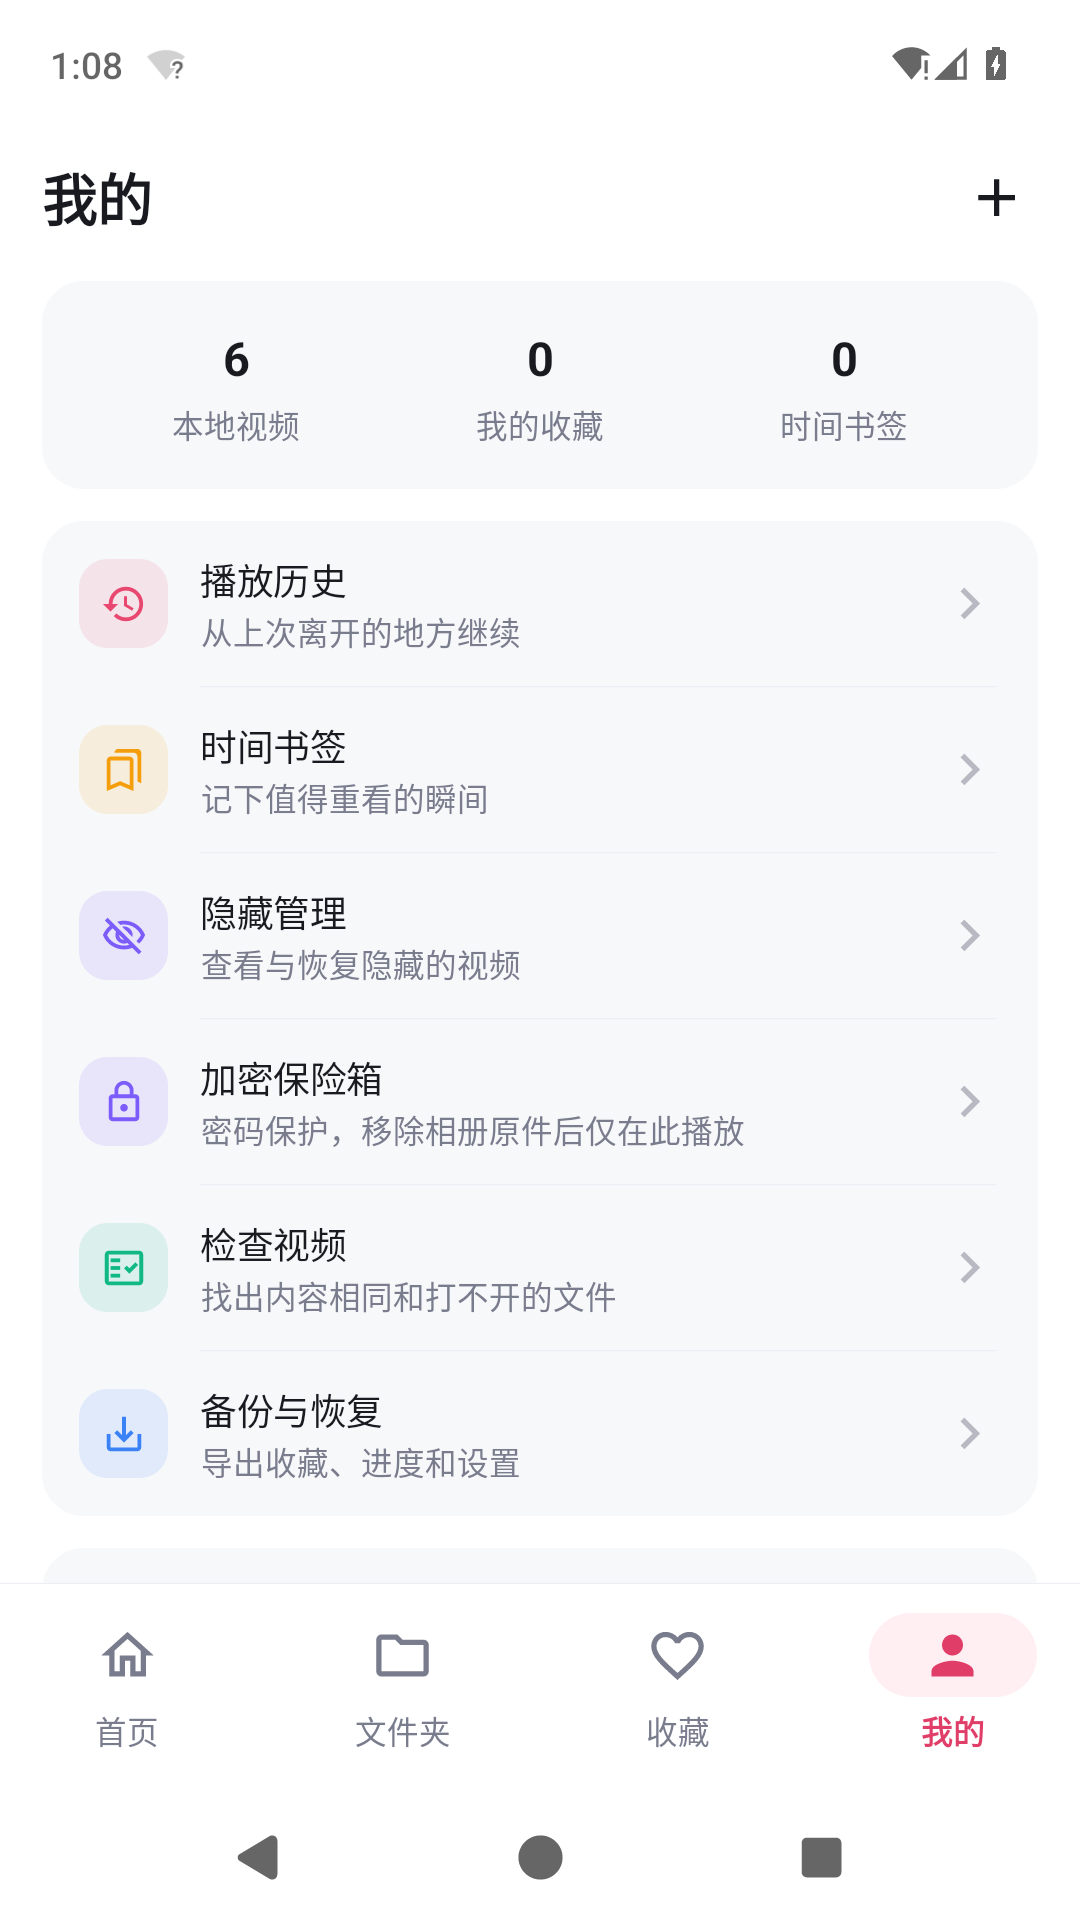 1:08
我的
6
0
0
本地视频
我的收藏
时间书签
播放历史
从上次离开的地方继续
时间书签
记下值得重看的瞬间
隐藏管理
查看与恢复隐藏的视频
加密保险箱
密码保护，移除相册原件后仅在此播放
检查视频
找出内容相同和打不开的文件
备份与恢复
导出收藏、进度和设置
首页
文件夹
收藏
我的